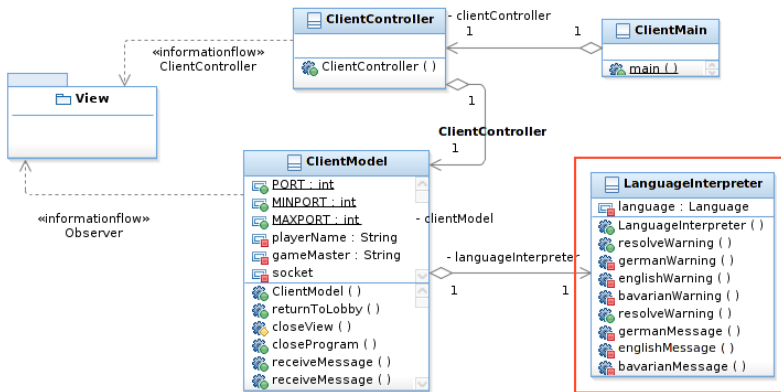 ClientController
ClientController ( )
- clientController
1
1
ClientMain
main ( )
«informationflow»
ClientController
View
1
ClientController
1
ClientModel
PORT : int
MINPORT : int
MAXPORT : int
playerName : String
gameMaster : String
socket
ClientModel ( )
returnToLobby ( )
closeView ( )
closeProgram ( )
receiveMessage ( )
receiveMessage ( )
- clientModel
«informationflow»
Observer
- languageInterpreter
1
1
LanguageInterpreter
language : Language
LanguageInterpreter ( )
resolveWarning ( )
germanWarning ( )
englishWarning ( )
bavarianWarning ( )
resolveWarning ( )
germanMessage ( )
englishMessage ( )
bavarianMessage ( )